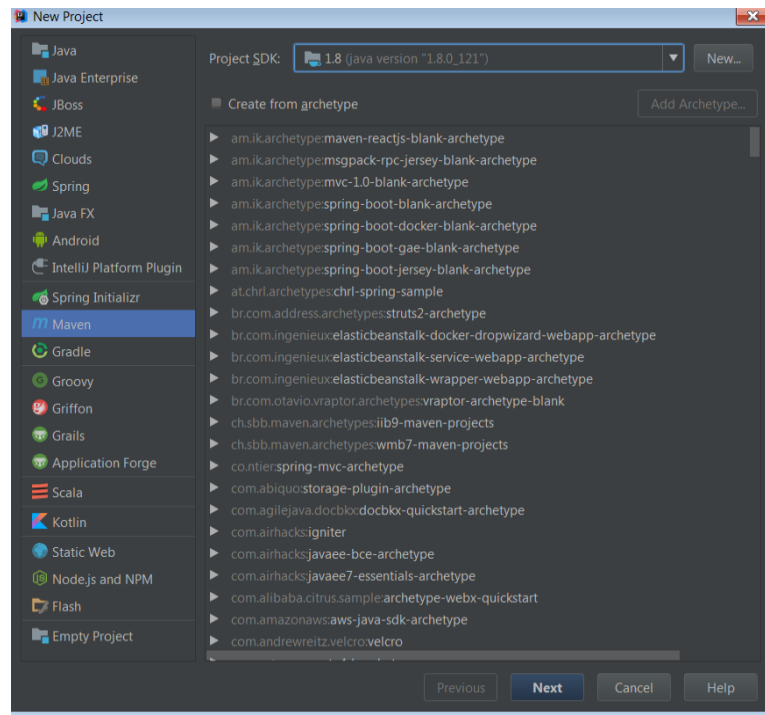 New Project
Java
Java Enterprise
JBoss
J2ME
Clouds
Spring
Java FX
Android
IntelliJ Platform Plugin
Spring Initializr
Maven
Gradle
Groovy
Griffon
Grails
Application Forge
Scala
Kotlin
Static Web
Node.js and NPM
Flash
Empty Project
Project SDK: 1.8 (java version "1.8.0_121") New...
Create from archetype Add Archetype...
am.ik.archetype:maven-reactjs-blank-archetype
am.ik.archetype:msgpack-rpc-jersey-blank-archetype
am.ik.archetype:mvc-1.0-blank-archetype
am.ik.archetype:spring-boot-blank-archetype
am.ik.archetype:spring-boot-docker-blank-archetype
am.ik.archetype:spring-boot-gae-blank-archetype
am.ik.archetype:spring-boot-jersey-blank-archetype
at.chrl.archetypes:chrl-spring-sample
br.com.address.archetypes:struts2-archetype
br.com.ingenieux:elasticbeanstalk-docker-dropwizard-webapp-archetype
br.com.ingenieux:elasticbeanstalk-service-webapp-archetype
br.com.ingenieux:elasticbeanstalk-wrapper-webapp-archetype
br.com.otavio.vraptor.archetypes:vraptor-archetype-blank
ch.sbb.maven.archetypes:iib9-maven-projects
ch.sbb.maven.archetypes:wmb7-maven-projects
co.ntier:spring-mvc-archetype
com.abiquo:storage-plugin-archetype
com.agilejava.docbkx:docbkx-quickstart-archetype
com.airhacks:igniter
com.airhacks:javaee-bce-archetype
com.airhacks:javaee7-essentials-archetype
com.alibaba.citrus.sample:archetype-webx-quickstart
com.amazonaws:aws-java-sdk-archetype
com.andrewreitz.velcro:velcro
Previous Next Cancel Help